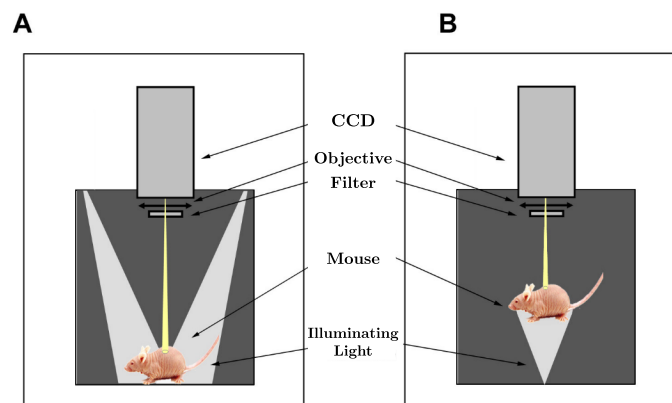 A
B
CCD
Objective
Filter
Mouse
Illuminating
Light